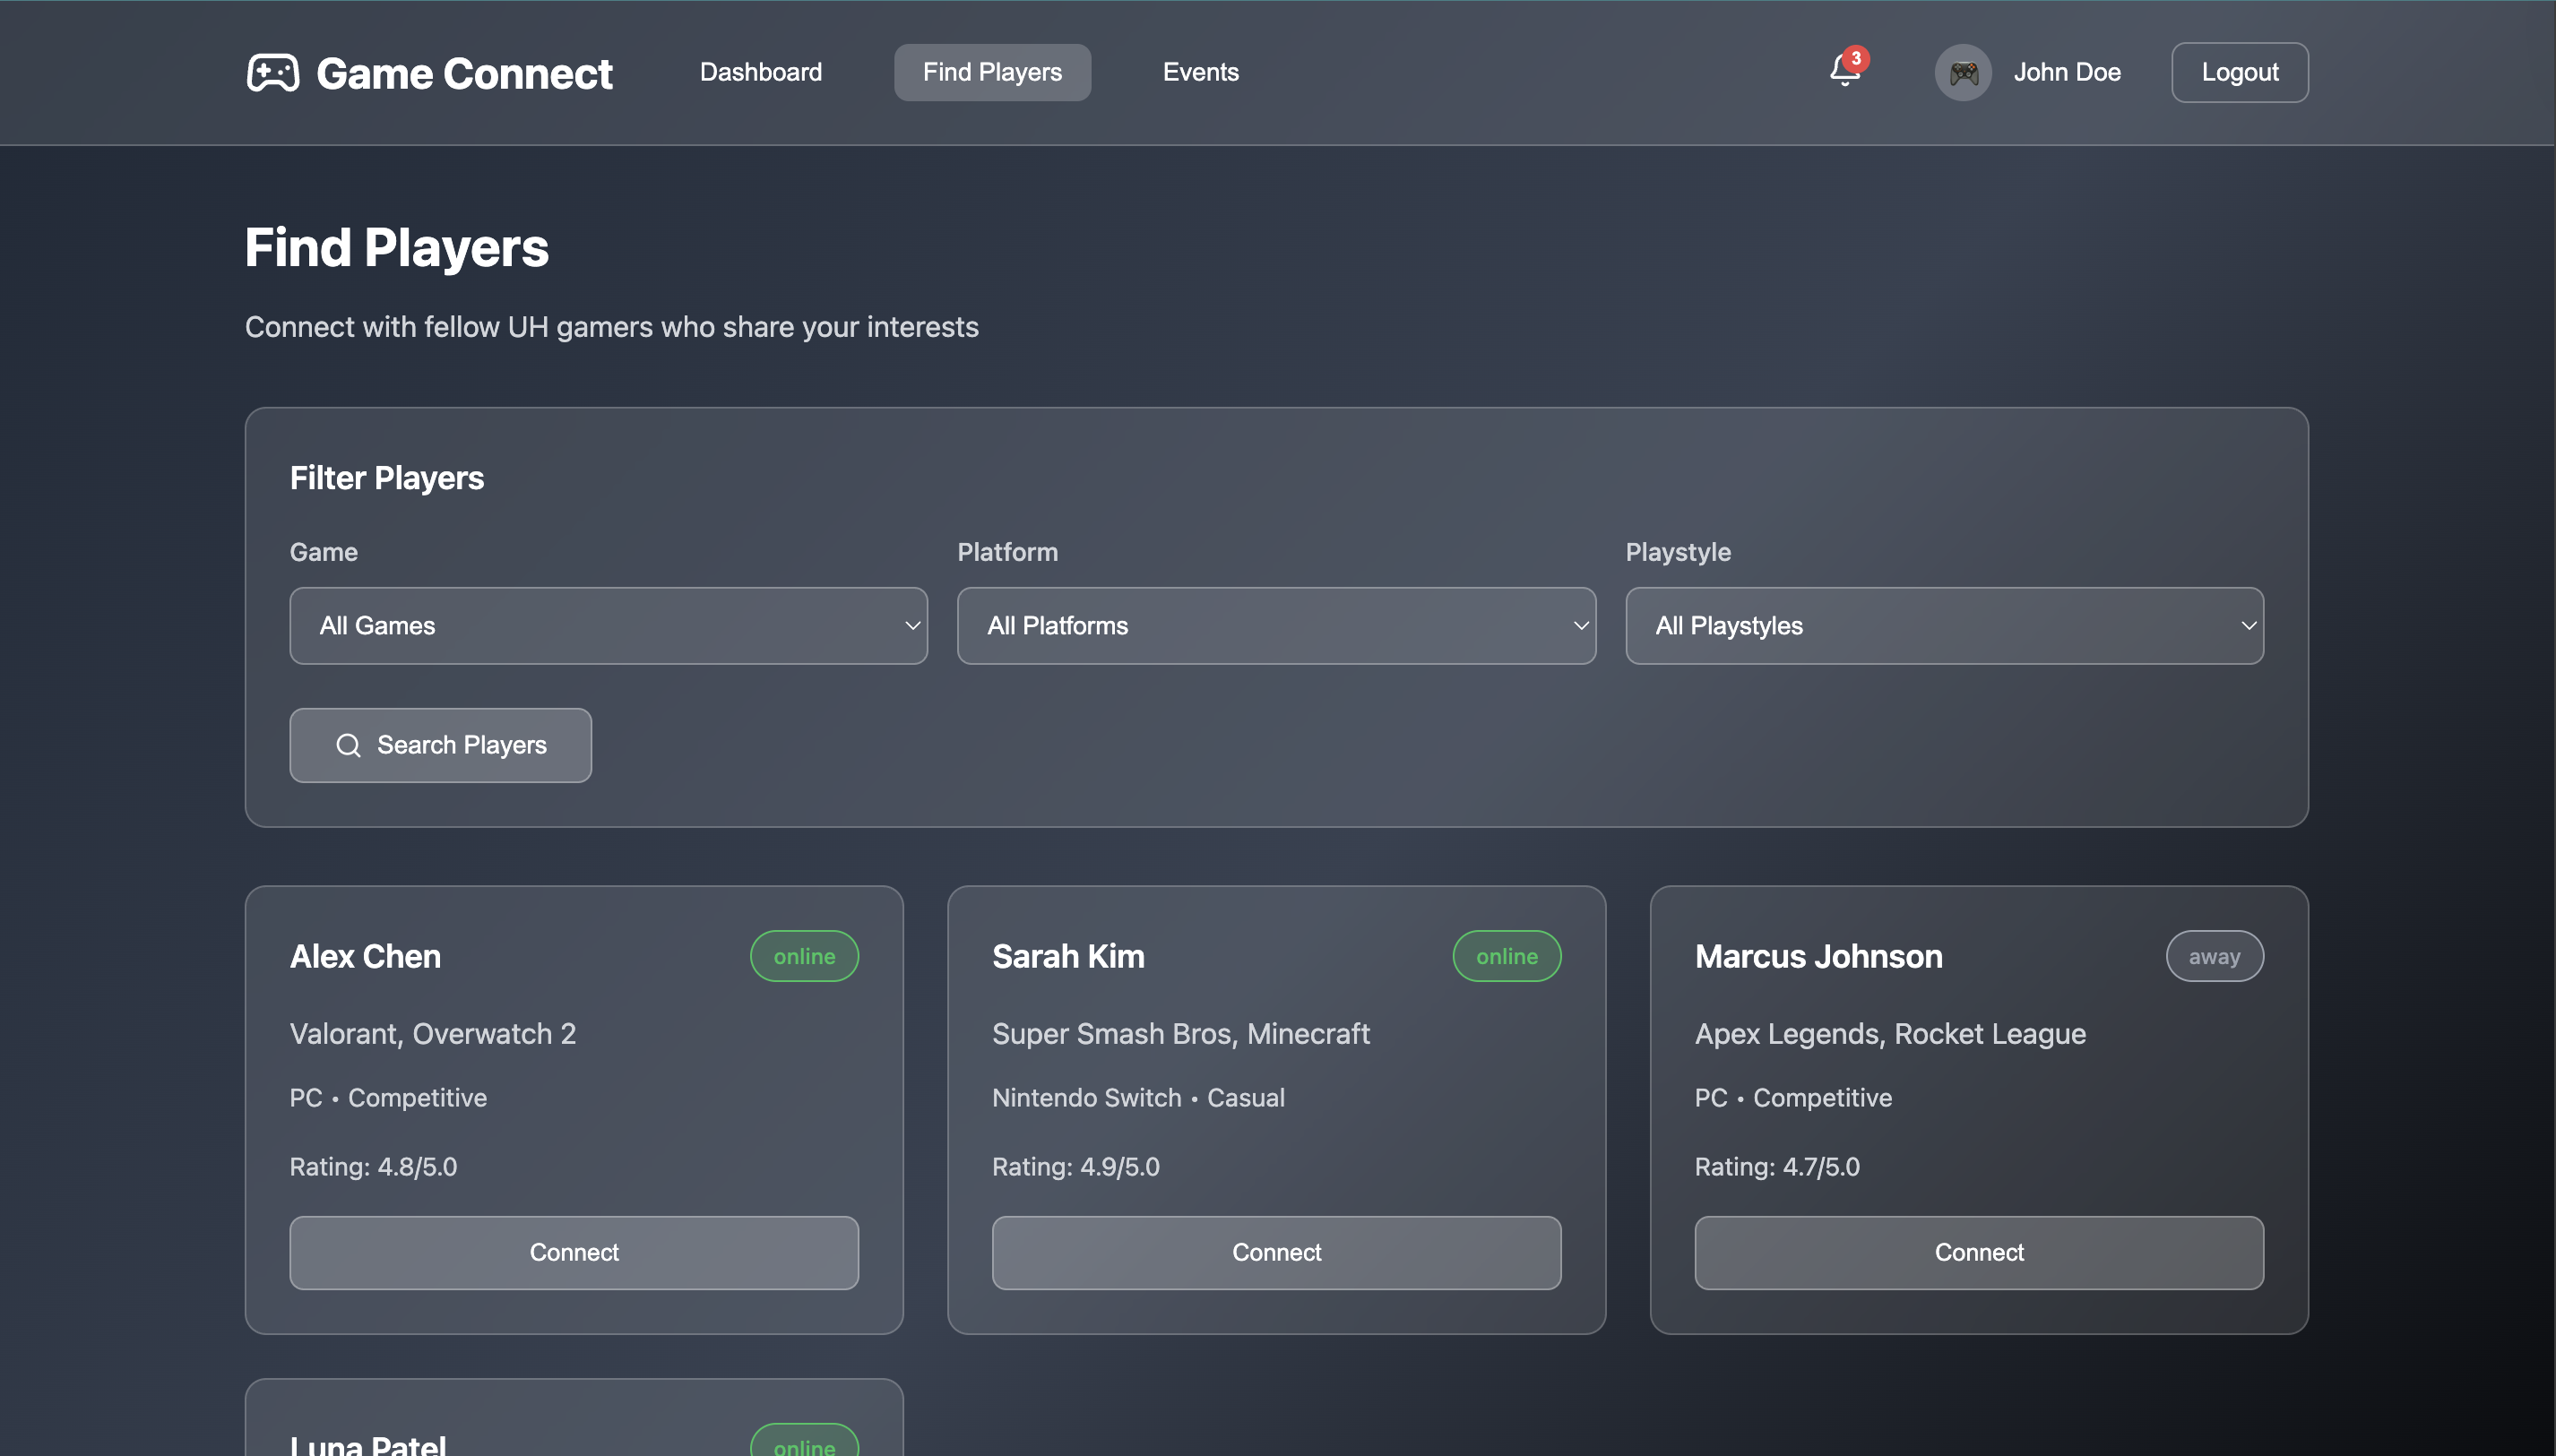 Game Connect
Dashboard
Find Players
Events
3
John Doe
Logout
Find Players
Connect with fellow UH gamers who share your interests
Filter Players
Game
Platform
Playstyle
All Games
All Platforms
All Playstyles
Search Players
Alex Chen
online
Valorant, Overwatch 2
PC • Competitive
Rating: 4.8/5.0
Connect
Sarah Kim
online
Super Smash Bros, Minecraft
Nintendo Switch • Casual
Rating: 4.9/5.0
Connect
Marcus Johnson
away
Apex Legends, Rocket League
PC • Competitive
Rating: 4.7/5.0
Connect
Luna Patel
online